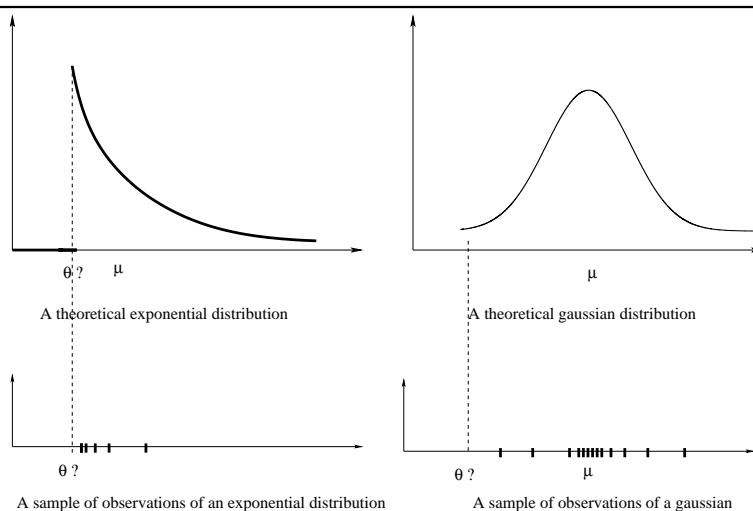 θ ? μ
μ
A theoretical exponential distribution
A theoretical gaussian distribution
θ ?
θ ? μ
A sample of observations of an exponential distribution
A sample of observations of a gaussian